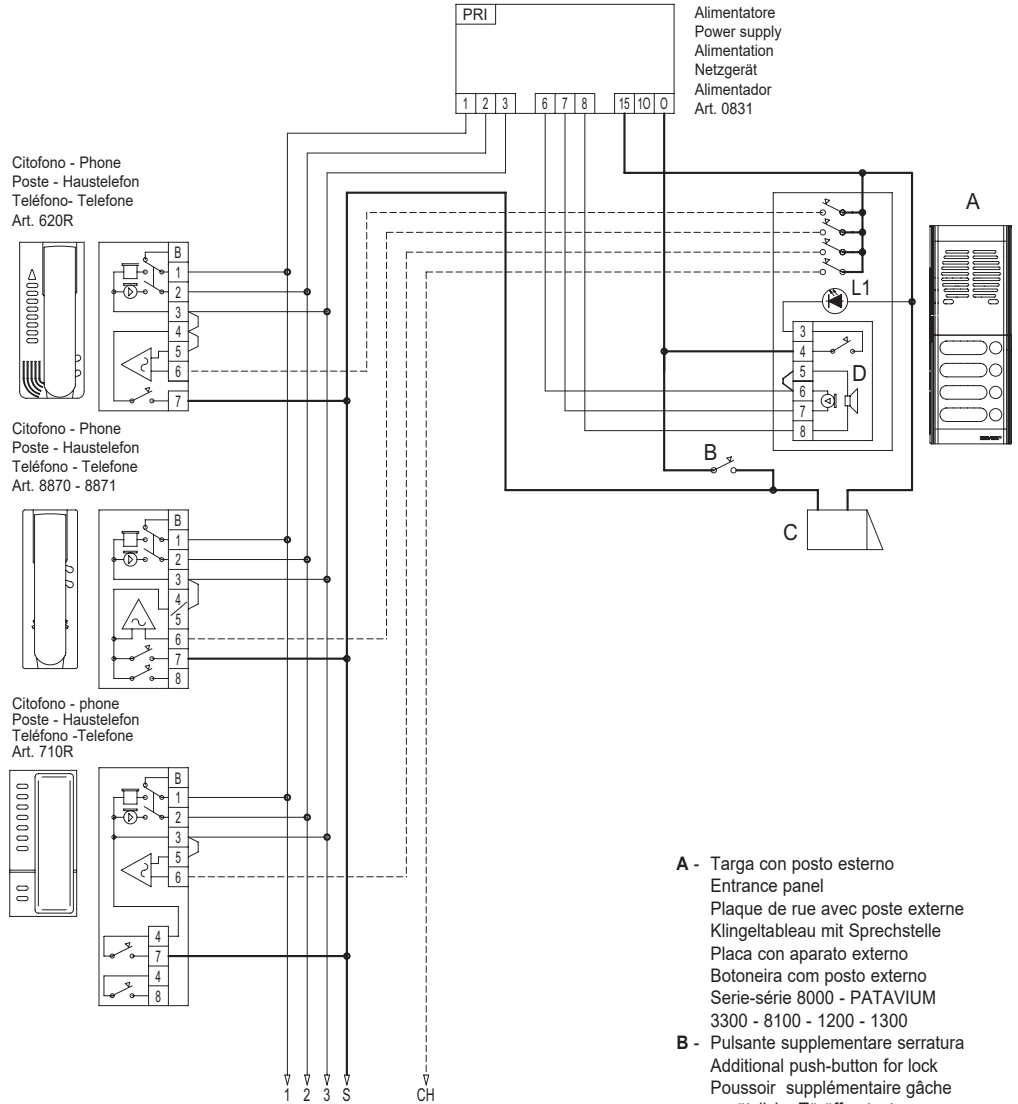 PRI
1 2 3 6 7 8 15 10 0
Alimentatore
Power supply
Alimentation
Netzgerät
Alimentador
Art. 0831
Citofono - Phone
Poste - Haustelefon
Teléfono- Telefone
Art. 620R
B
1
2
3
4
5
6
7
A
L1
3
4
5
6
7
8
D
B
C
Citofono - Phone
Poste - Haustelefon
Teléfono - Telefone
Art. 8870 - 8871
B
1
2
3
4
5
6
7
8
Citofono - phone
Poste - Haustelefon
Teléfono -Telefone
Art. 710R
B
1
2
3
5
6
4
7
4
8
1 2 3 S CH
A - Targa con posto esterno
Entrance panel
Plaque de rue avec poste externe
Klingeltableau mit Sprechstelle
Placa con aparato externo
Botoneira com posto externo
Serie-série 8000 - PATAVIUM
3300 - 8100 - 1200 - 1300
B - Pulsante supplementare serratura
Additional push-button for lock
Poussoir supplémentaire gâche